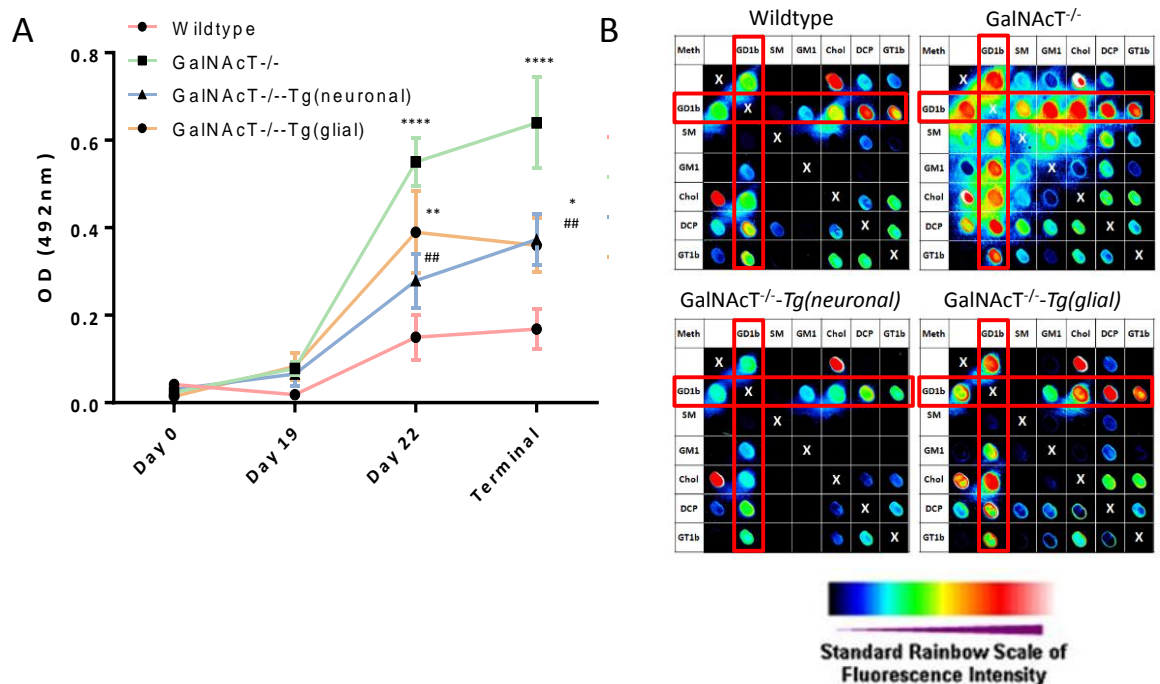 A
Wildtype
GalNAcT-/-
GalNAcT-/--Tg(neuronal)
GalNAcT-/--Tg(glial)
OD (492nm)
0.8
0.6
0.4
0.2
0.0
****
****
**
##
*
##
Day 0
Day 19
Day 22
Terminal
B
Wildtype
Meth GD1b SM GM1 Chol DCP GT1b
X
GD1b X
SM X
GM1 X
Chol X
DCP X
GT1b X
GalNAcT-/-
Meth GD1b SM GM1 Chol DCP GT1b
X
GD1b X
SM X
GM1 X
Chol X
DCP X
GT1b X
GalNAcT-/--Tg(neuronal)
Meth GD1b SM GM1 Chol DCP GT1b
X
GD1b X
SM X
GM1 X
Chol X
DCP X
GT1b X
GalNAcT-/--Tg(glial)
Meth GD1b SM GM1 Chol DCP GT1b
X
GD1b X
SM X
GM1 X
Chol X
DCP X
GT1b X
Standard Rainbow Scale of
Fluorescence Intensity